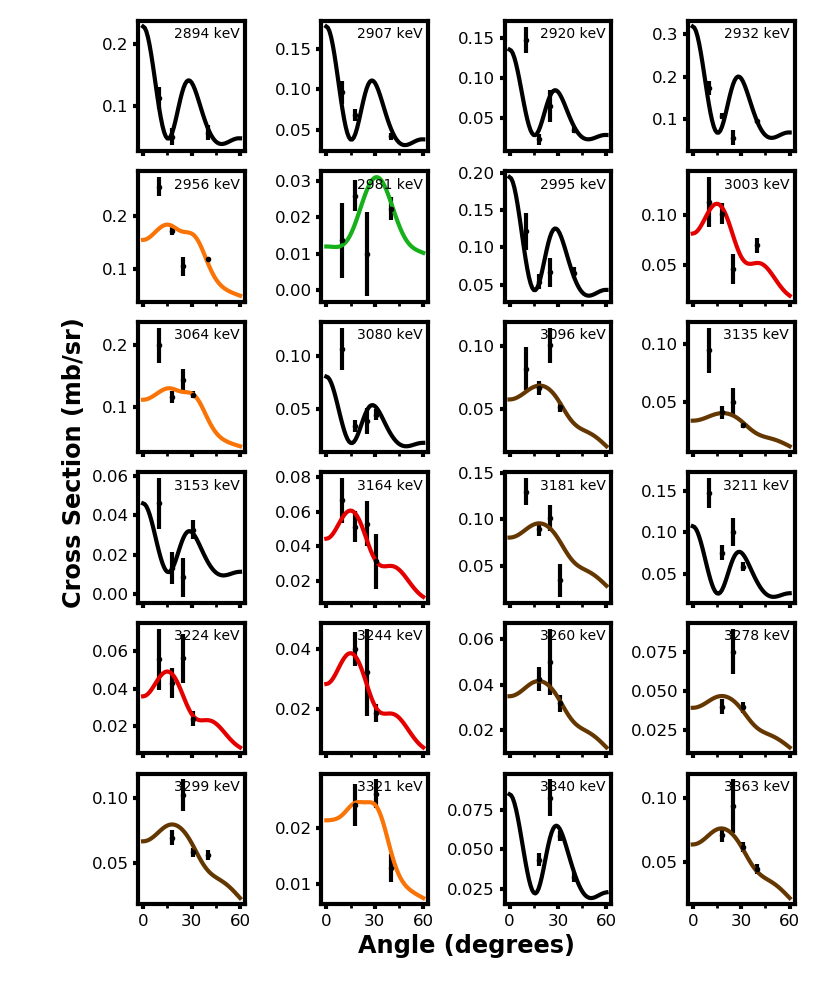 2894 keV
2907 keV
2920 keV
2932 keV
0.2
0.1
0.15
0.10
0.05
0.15
0.10
0.05
0.3
0.2
0.1
2956 keV
2981 keV
2995 keV
3003 keV
0.2
0.1
0.03
0.02
0.01
0.00
0.20
0.15
0.10
0.05
0.10
0.05
3064 keV
3080 keV
3096 keV
3135 keV
0.2
0.1
0.10
0.05
0.10
0.05
0.10
0.05
3153 keV
3164 keV
3181 keV
3211 keV
0.06
0.04
0.02
0.00
0.08
0.06
0.04
0.02
0.15
0.10
0.05
0.15
0.10
0.05
3224 keV
3244 keV
3260 keV
3278 keV
0.06
0.04
0.02
0.04
0.02
0.06
0.04
0.02
0.075
0.050
0.025
3299 keV
3321 keV
3340 keV
3363 keV
0.10
0.05
0.02
0.01
0.075
0.050
0.025
0.10
0.05
0 30 60
0 30 60
0 30 60
0 30 60
Cross Section (mb/sr)
Angle (degrees)